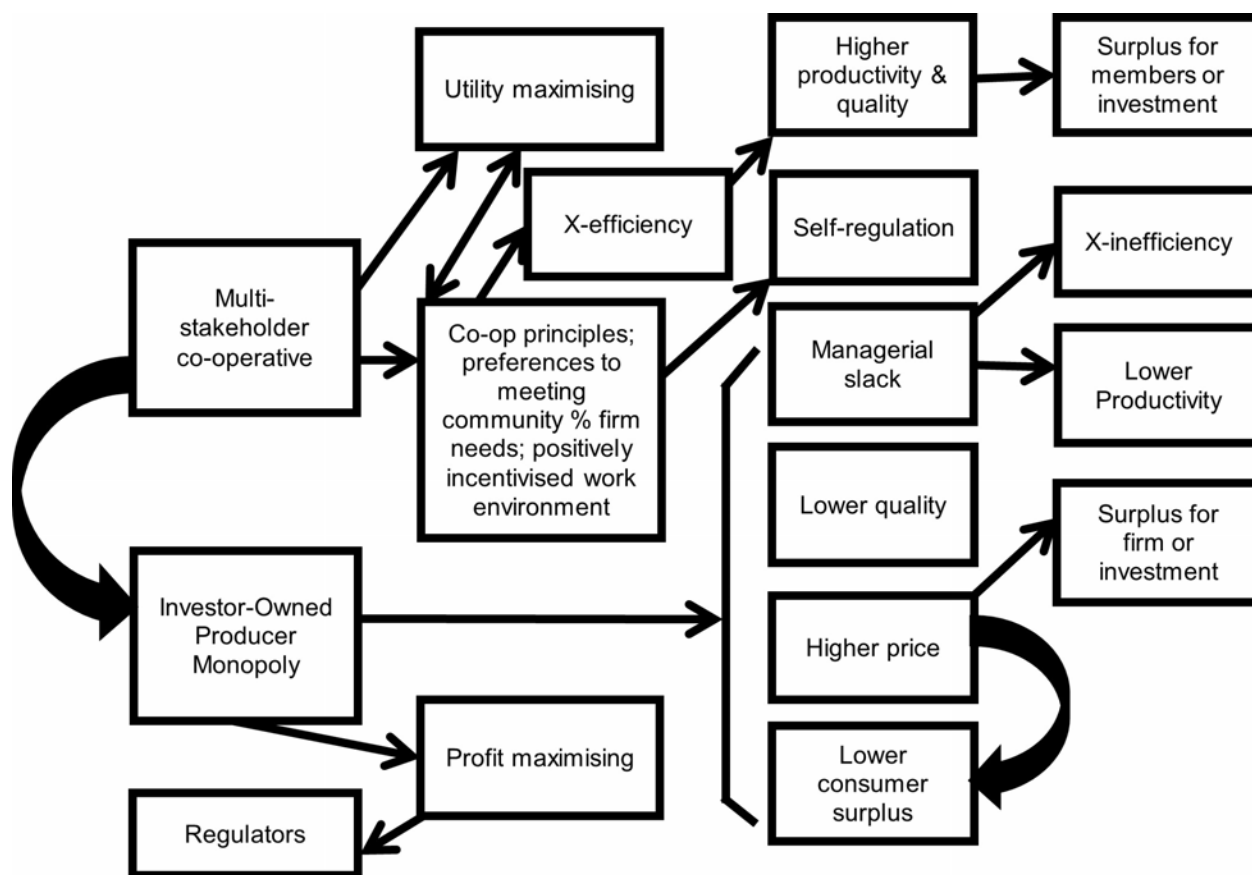 Utility maximising
Higher
productivity &
quality
Surplus for
members or
investment
X-efficiency
Self-regulation
X-inefficiency
Multi-
stakeholder
co-operative
Co-op principles;
preferences to
meeting
community % firm
needs; positively
incentivised work
environment
Managerial
slack
Lower
Productivity
Lower quality
Surplus for
firm or
investment
Investor-Owned
Producer
Monopoly
Higher price
Profit maximising
Lower
consumer
surplus
Regulators